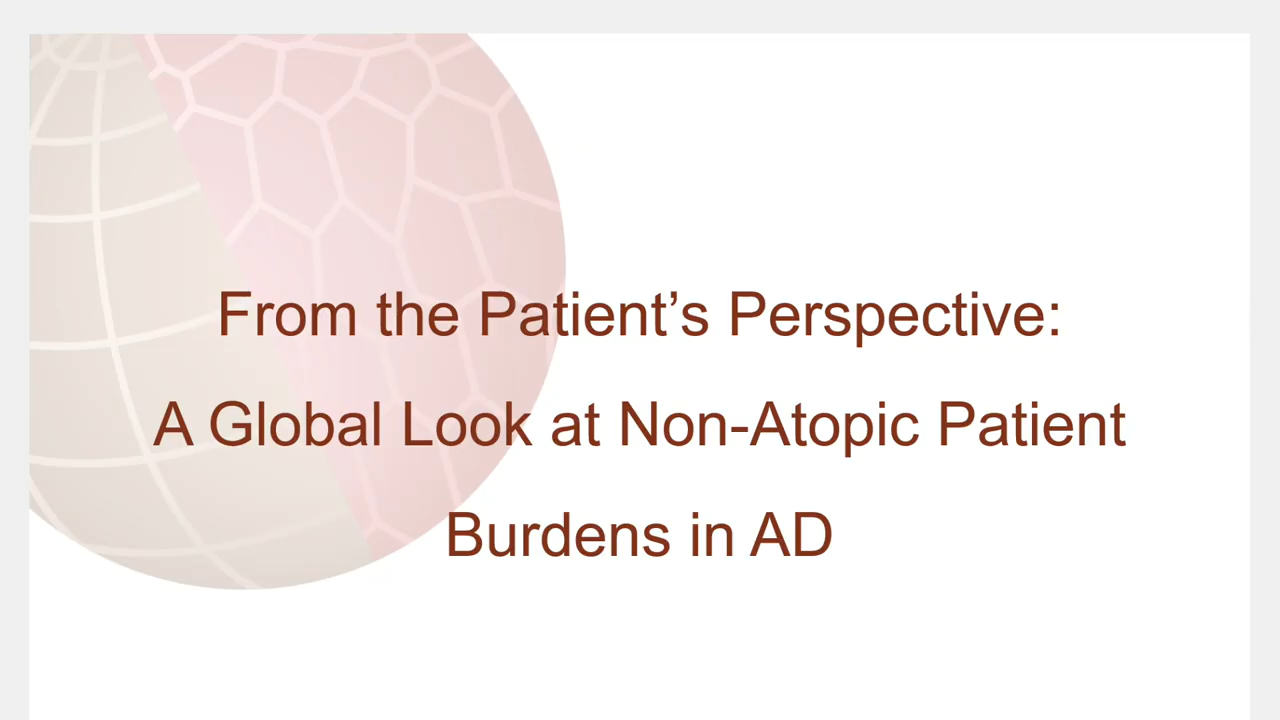 From the Patient’s Perspective:
A Global Look at Non-Atopic Patient
Burdens in AD